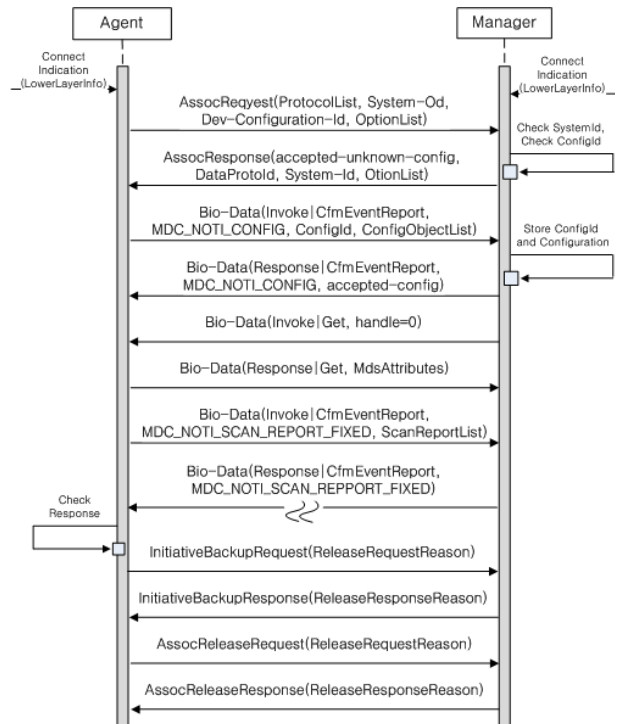 Agent
Manager
Connect
Indication
(LowerLayerInfo)
Connect
Indication
(LowerLayerInfo)
AssocReqyest(ProtocolList, System-Od,
Dev-Configuration-Id, OptionList)
Check SystemId,
Check ConfigId
AssocResponse(accepted-unknown-config,
DataProtoId, System-Id, OtionList)
Bio-Data(Invoke|CfmEventReport,
MDC_NOTI_CONFIG, ConfigId, ConfigObjectList)
Store ConfigId
and Configuration
Bio-Data(Response|CfmEventReport,
MDC_NOTI_CONFIG, accepted-config)
Bio-Data(Invoke|Get, handle=0)
Bio-Data(Response|Get, MdsAttributes)
Bio-Data(Invoke|CfmEventReport,
MDC_NOTI_SCAN_REPORT_FIXED, ScanReportList)
Bio-Data(Response|CfmEventReport,
MDC_NOTI_SCAN_REPPORT_FIXED)
Check
Response
InitiativeBackupRequest(ReleaseRequestReason)
InitiativeBackupResponse(ReleaseResponseReason)
AssocReleaseRequest(ReleaseRequestReason)
AssocReleaseResponse(ReleaseResponseReason)